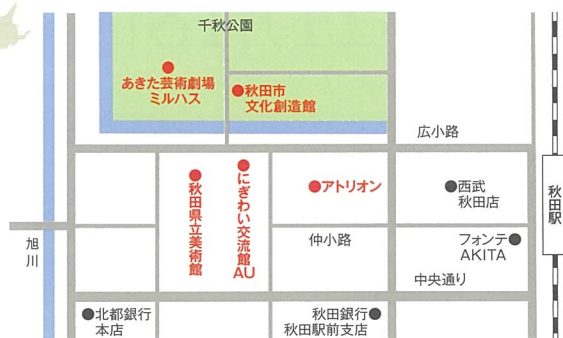 千秋公園
あきた芸術劇場
ミルハス
秋田市
文化創造館
広小路
秋田県立美術館
にぎわい交流館AU
アトリオン
西武
秋田店
秋田駅
旭川
仲小路
フォンテ
AKITA
中央通り
北都銀行
本店
秋田銀行
秋田駅前支店